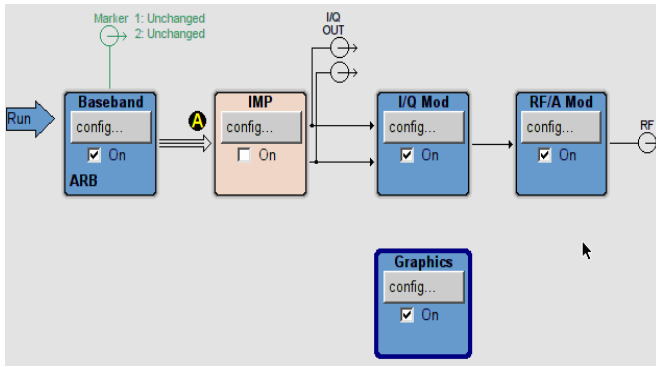 Marker 1: Unchanged
2: Unchanged
I/Q
OUT
Run
Baseband
config...
On
ARB
A
IMP
config...
On
I/Q Mod
config...
On
RF/A Mod
config...
On
RF
Graphics
config...
On